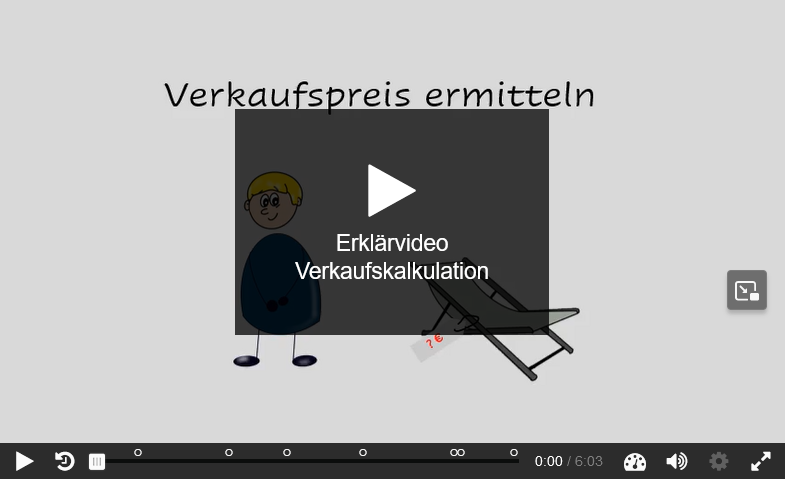 Verkaufspreis ermitteln
Erklärvideo
Verkaufskalkulation
? €
0:00 / 6:03